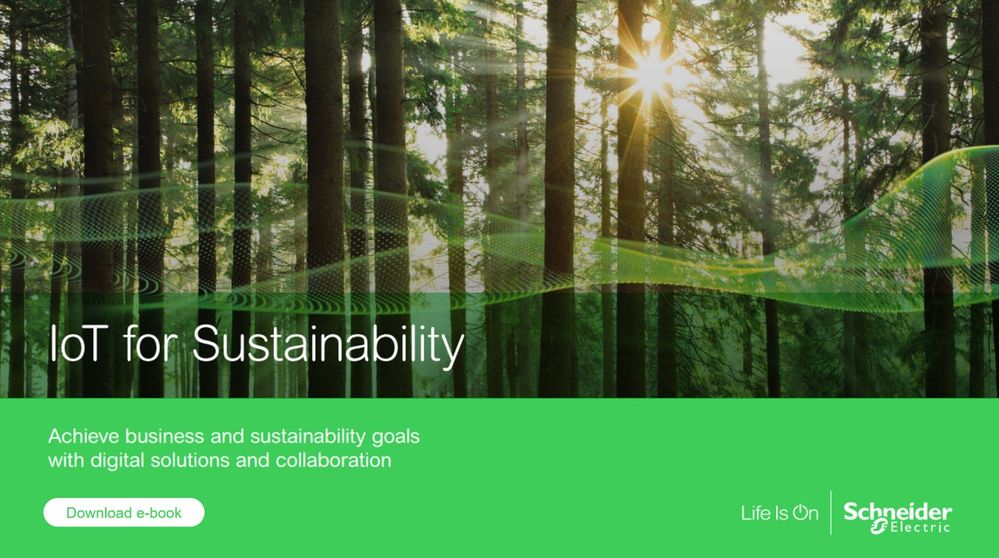 IoT for Sustainability
Achieve business and sustainability goals
with digital solutions and collaboration
Download e-book
Life Is On
Schneider
Electric